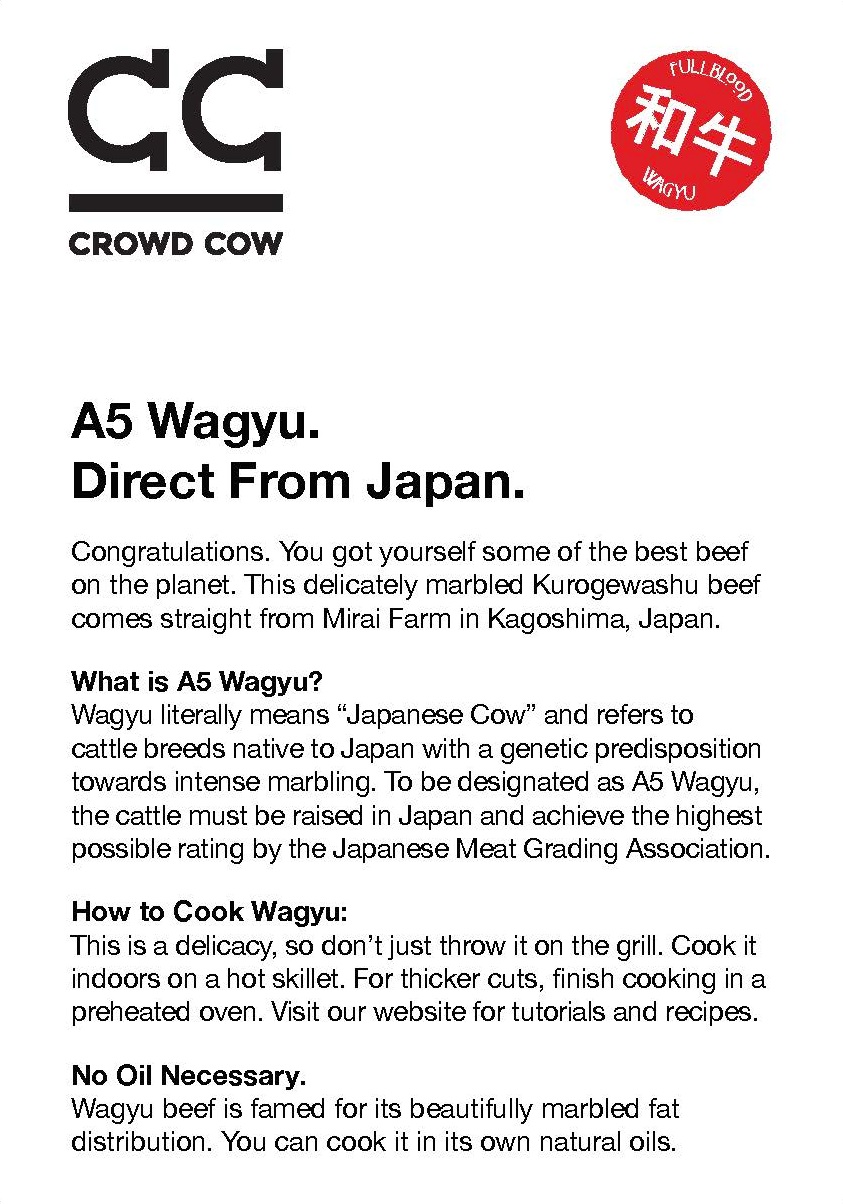 CC
CROWD COW
FULLBLOOD
和牛
WAGYU
A5 Wagyu.
Direct From Japan.
Congratulations. You got yourself some of the best beef
on the planet. This delicately marbled Kurogewashu beef
comes straight from Mirai Farm in Kagoshima, Japan.
What is A5 Wagyu?
Wagyu literally means “Japanese Cow” and refers to
cattle breeds native to Japan with a genetic predisposition
towards intense marbling. To be designated as A5 Wagyu,
the cattle must be raised in Japan and achieve the highest
possible rating by the Japanese Meat Grading Association.
How to Cook Wagyu:
This is a delicacy, so don’t just throw it on the grill. Cook it
indoors on a hot skillet. For thicker cuts, finish cooking in a
preheated oven. Visit our website for tutorials and recipes.
No Oil Necessary.
Wagyu beef is famed for its beautifully marbled fat
distribution. You can cook it in its own natural oils.